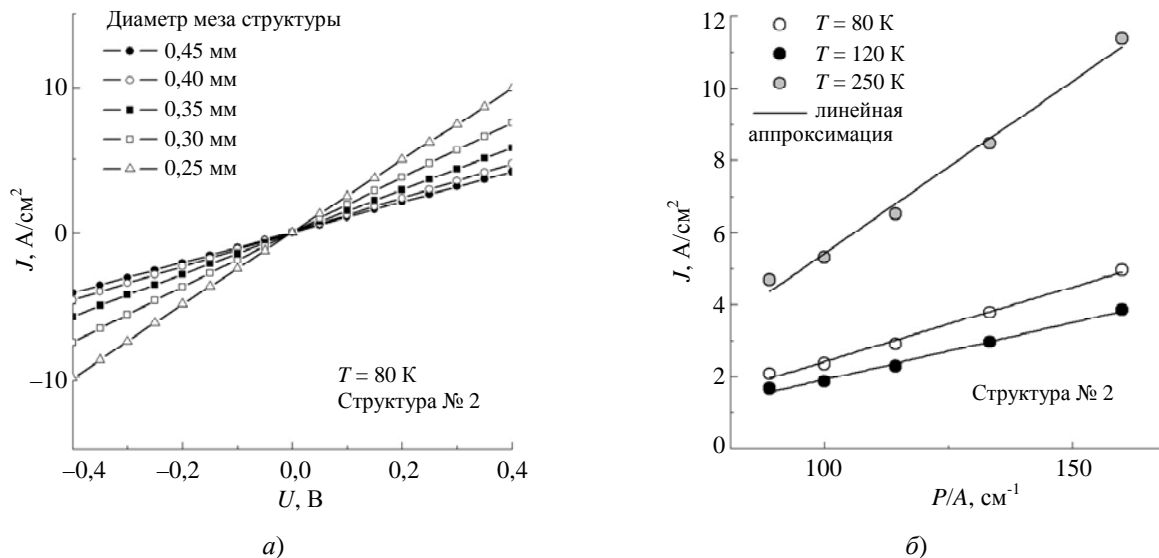 Диаметр меза структуры
0,45 мм
0,40 мм
0,35 мм
0,30 мм
0,25 мм
10
0
–10
J, А/см²
T = 80 К
Структура № 2
–0,4
–0,2
0,0
0,2
0,4
U, В
а)
12
10
8
6
4
2
0
J, А/см²
T = 80 К
T = 120 К
T = 250 К
линейная
аппроксимация
Структура № 2
100
150
P/A, см⁻¹
б)